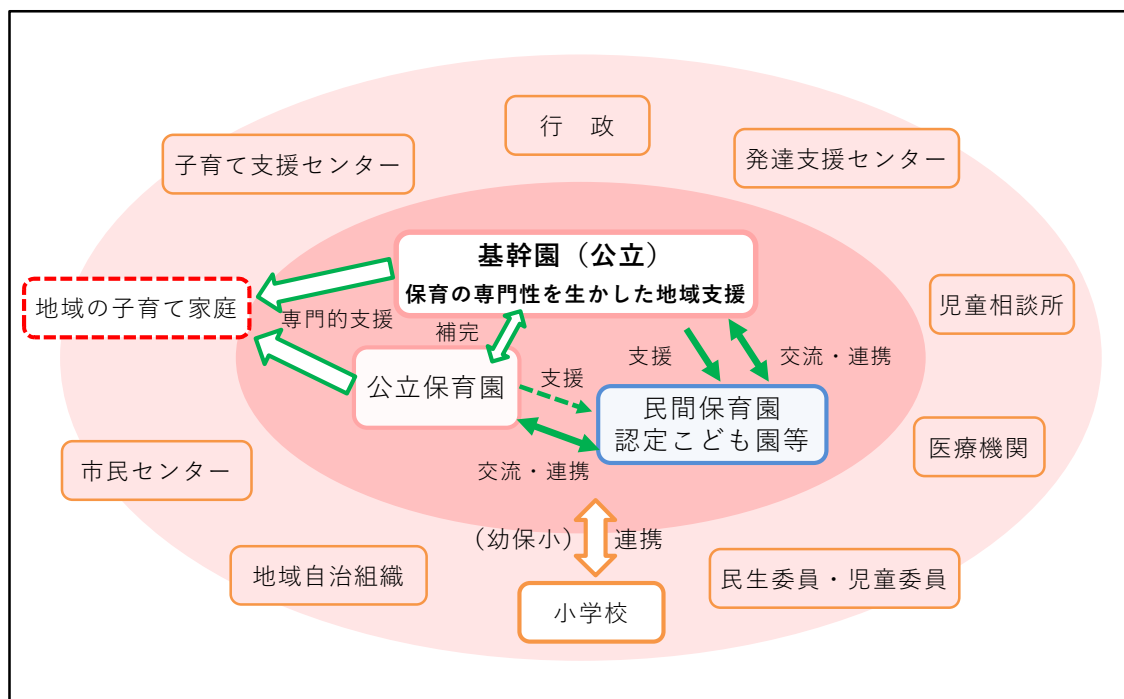 行　政
子育て支援センター
発達支援センター
基幹園（公立）
保育の専門性を生かした地域支援
地域の子育て家庭
児童相談所
専門的支援
補完
支援
交流・連携
公立保育園
支援
民間保育園
認定こども園等
医療機関
市民センター
交流・連携
（幼保小）
連携
地域自治組織
民生委員・児童委員
小学校